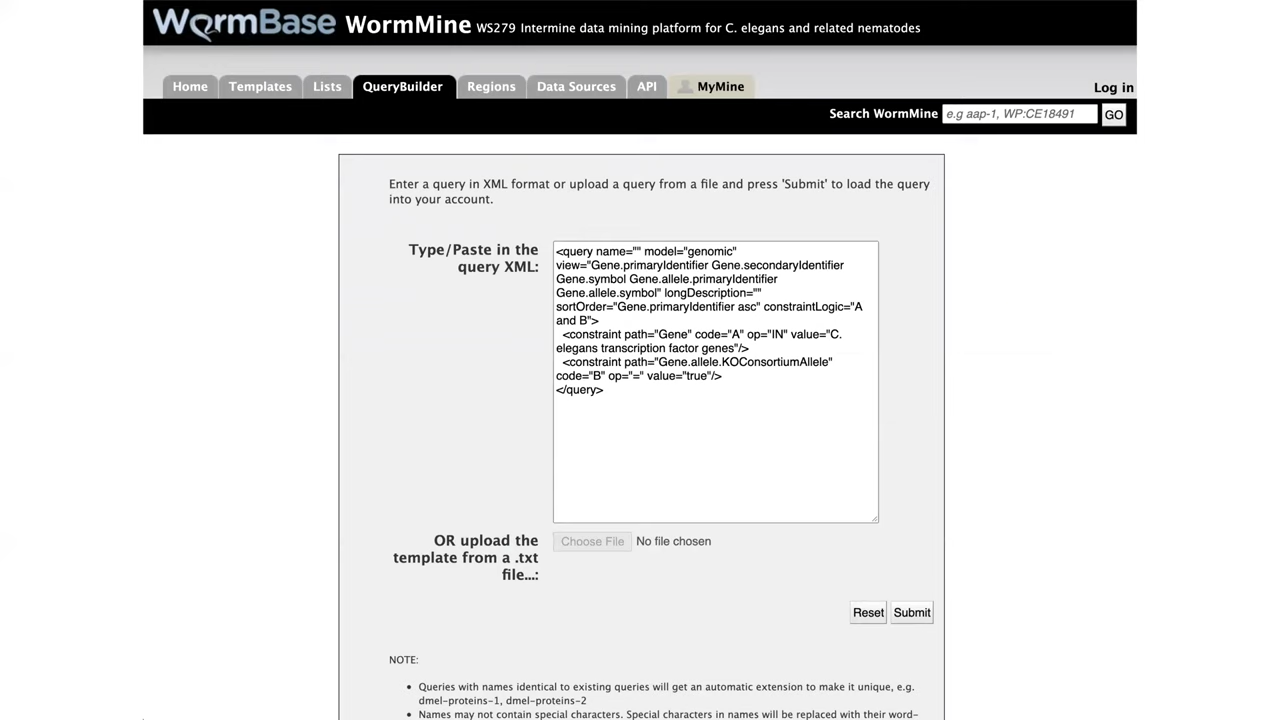 WormBase WormMine WS279 Intermine data mining platform for C. elegans and related nematodes
Home Templates Lists QueryBuilder Regions Data Sources API MyMine Log in
Search WormMine e.g aap-1, WP:CE18491 GO
Enter a query in XML format or upload a query from a file and press 'Submit' to load the query
into your account.
Type/Paste in the
query XML:
<query name="" model="genomic"
view="Gene.primaryIdentifier Gene.secondaryIdentifier
Gene.symbol Gene.allele.primaryIdentifier
Gene.allele.symbol" longDescription=""
sortOrder="Gene.primaryIdentifier asc" constraintLogic="A
and B">
<constraint path="Gene" code="A" op="IN" value="C.
elegans transcription factor genes"/>
<constraint path="Gene.allele.KOConsortiumAllele"
code="B" op="=" value="true"/>
</query>
OR upload the
template from a .txt
file...:
Choose File No file chosen
Reset Submit
NOTE:
• Queries with names identical to existing queries will get an automatic extension to make it unique, e.g.
dmel-proteins-1, dmel-proteins-2
• Names may not contain special characters. Special characters in names will be replaced with their word-